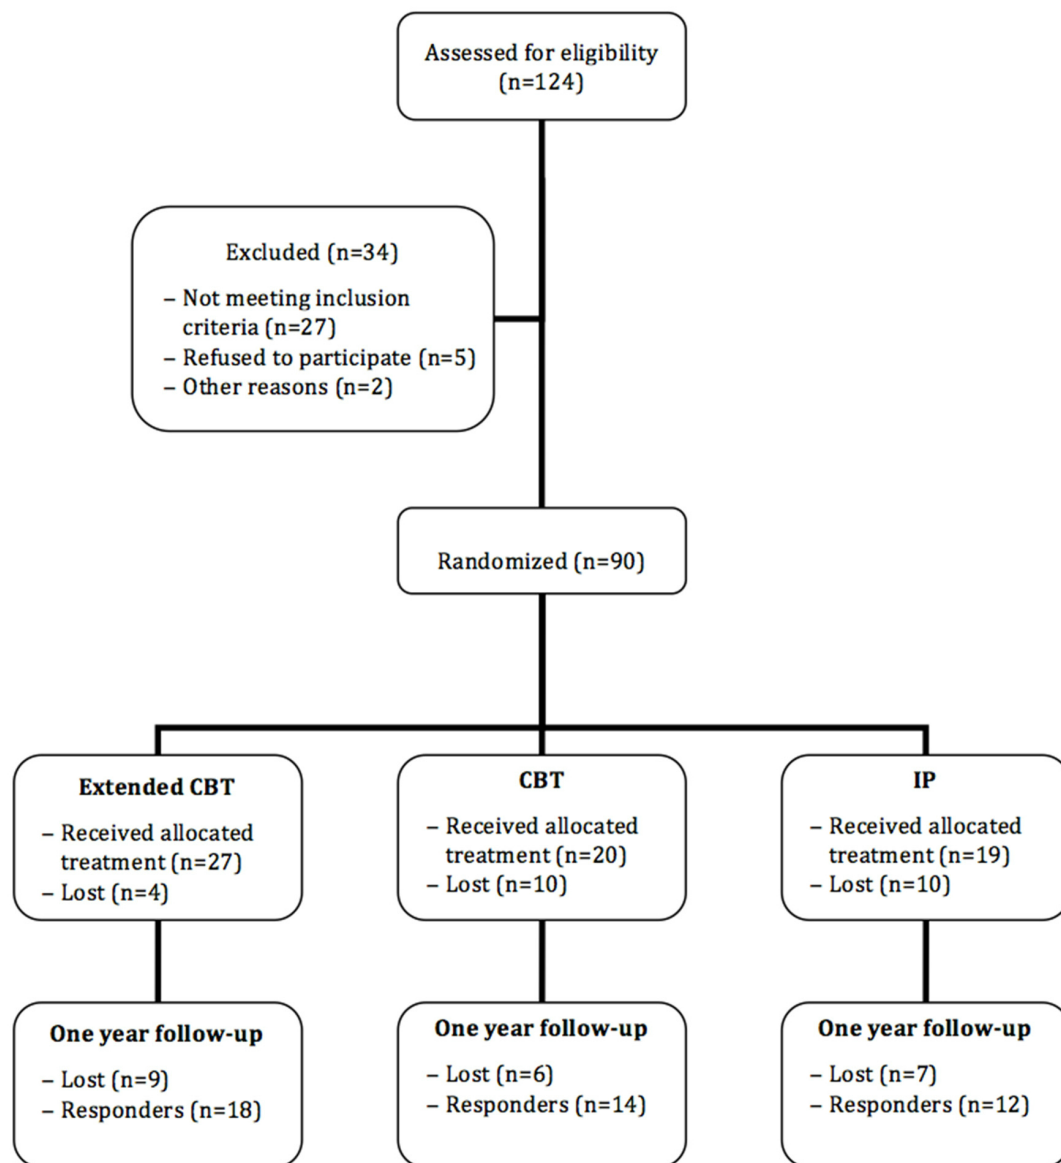 Assessed for eligibility
(n=124)
Excluded (n=34)
– Not meeting inclusion
criteria (n=27)
– Refused to participate (n=5)
– Other reasons (n=2)
Randomized (n=90)
Extended CBT
– Received allocated
treatment (n=27)
– Lost (n=4)
CBT
– Received allocated
treatment (n=20)
– Lost (n=10)
IP
– Received allocated
treatment (n=19)
– Lost (n=10)
One year follow-up
– Lost (n=9)
– Responders (n=18)
One year follow-up
– Lost (n=6)
– Responders (n=14)
One year follow-up
– Lost (n=7)
– Responders (n=12)